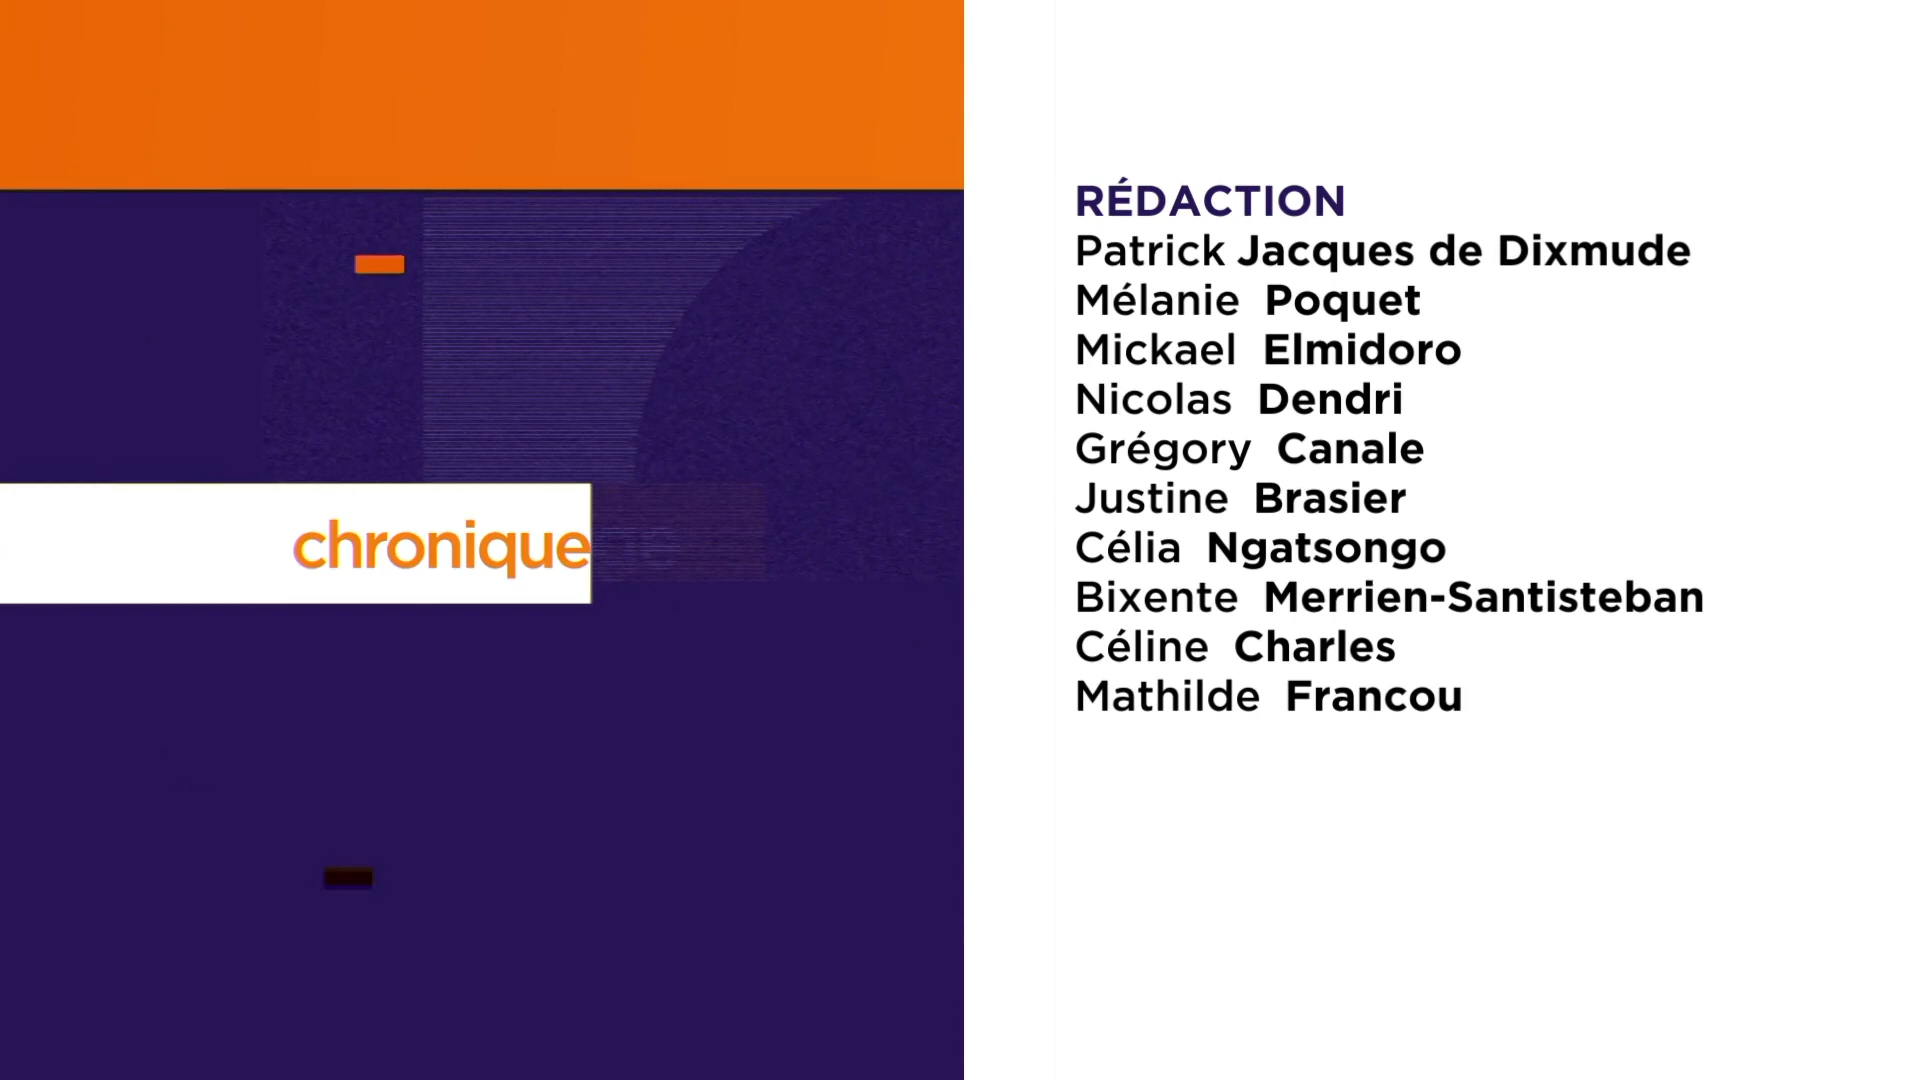 chronique
RÉDACTION
Patrick Jacques de Dixmude
Mélanie Poquet
Mickael Elmidoro
Nicolas Dendri
Grégory Canale
Justine Brasier
Célia Ngatsongo
Bixente Merrien-Santisteban
Céline Charles
Mathilde Francou